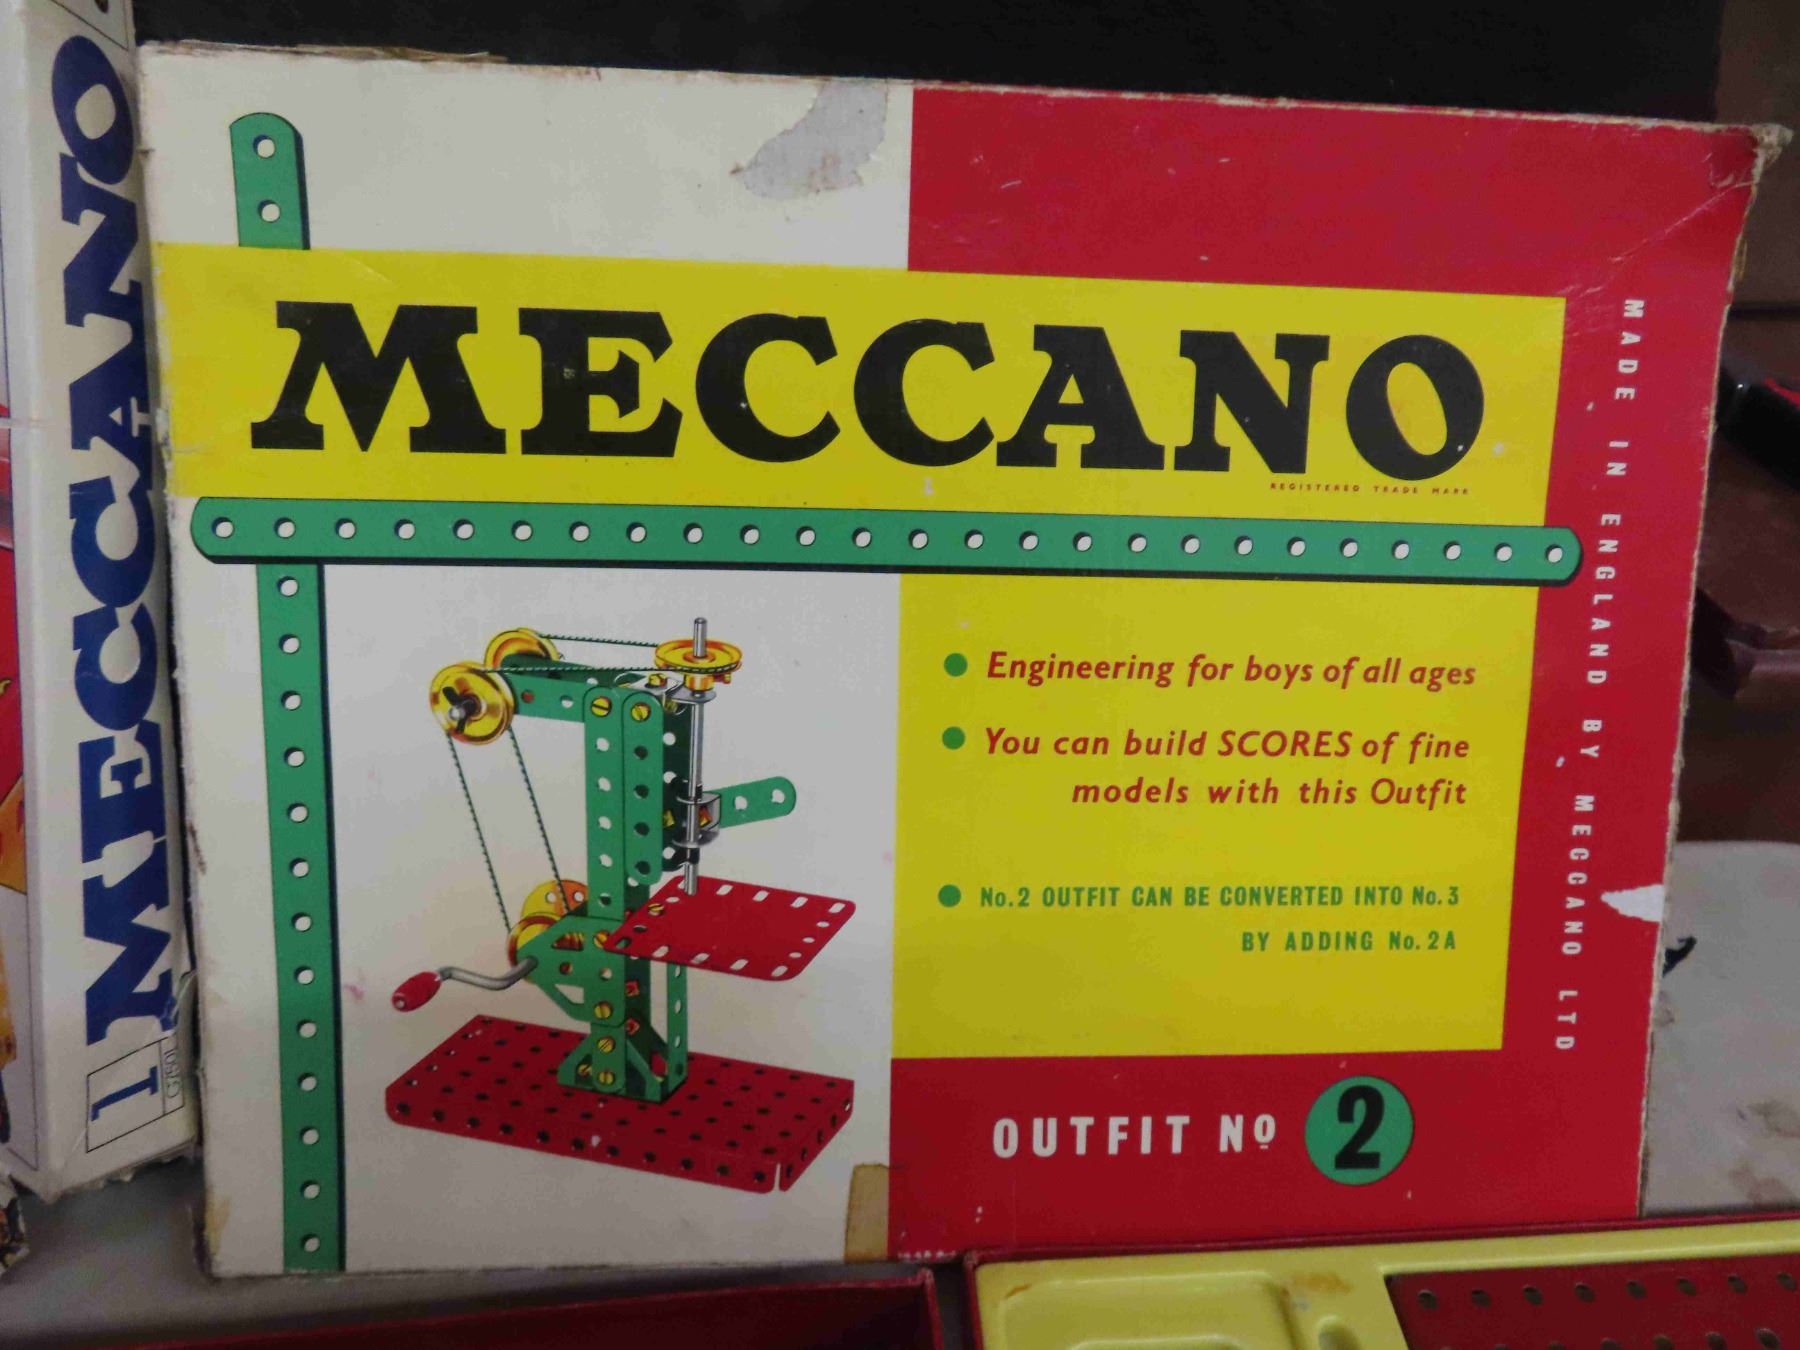 MECCANO
1
MECCANO
REGISTERED TRADE MARK
Engineering for boys of all ages
You can build SCORES of fine
models with this Outfit
No.2 OUTFIT CAN BE CONVERTED INTO No.3
BY ADDING No.2A
OUTFIT No 2
MADE IN ENGLAND BY MECCANO LTD